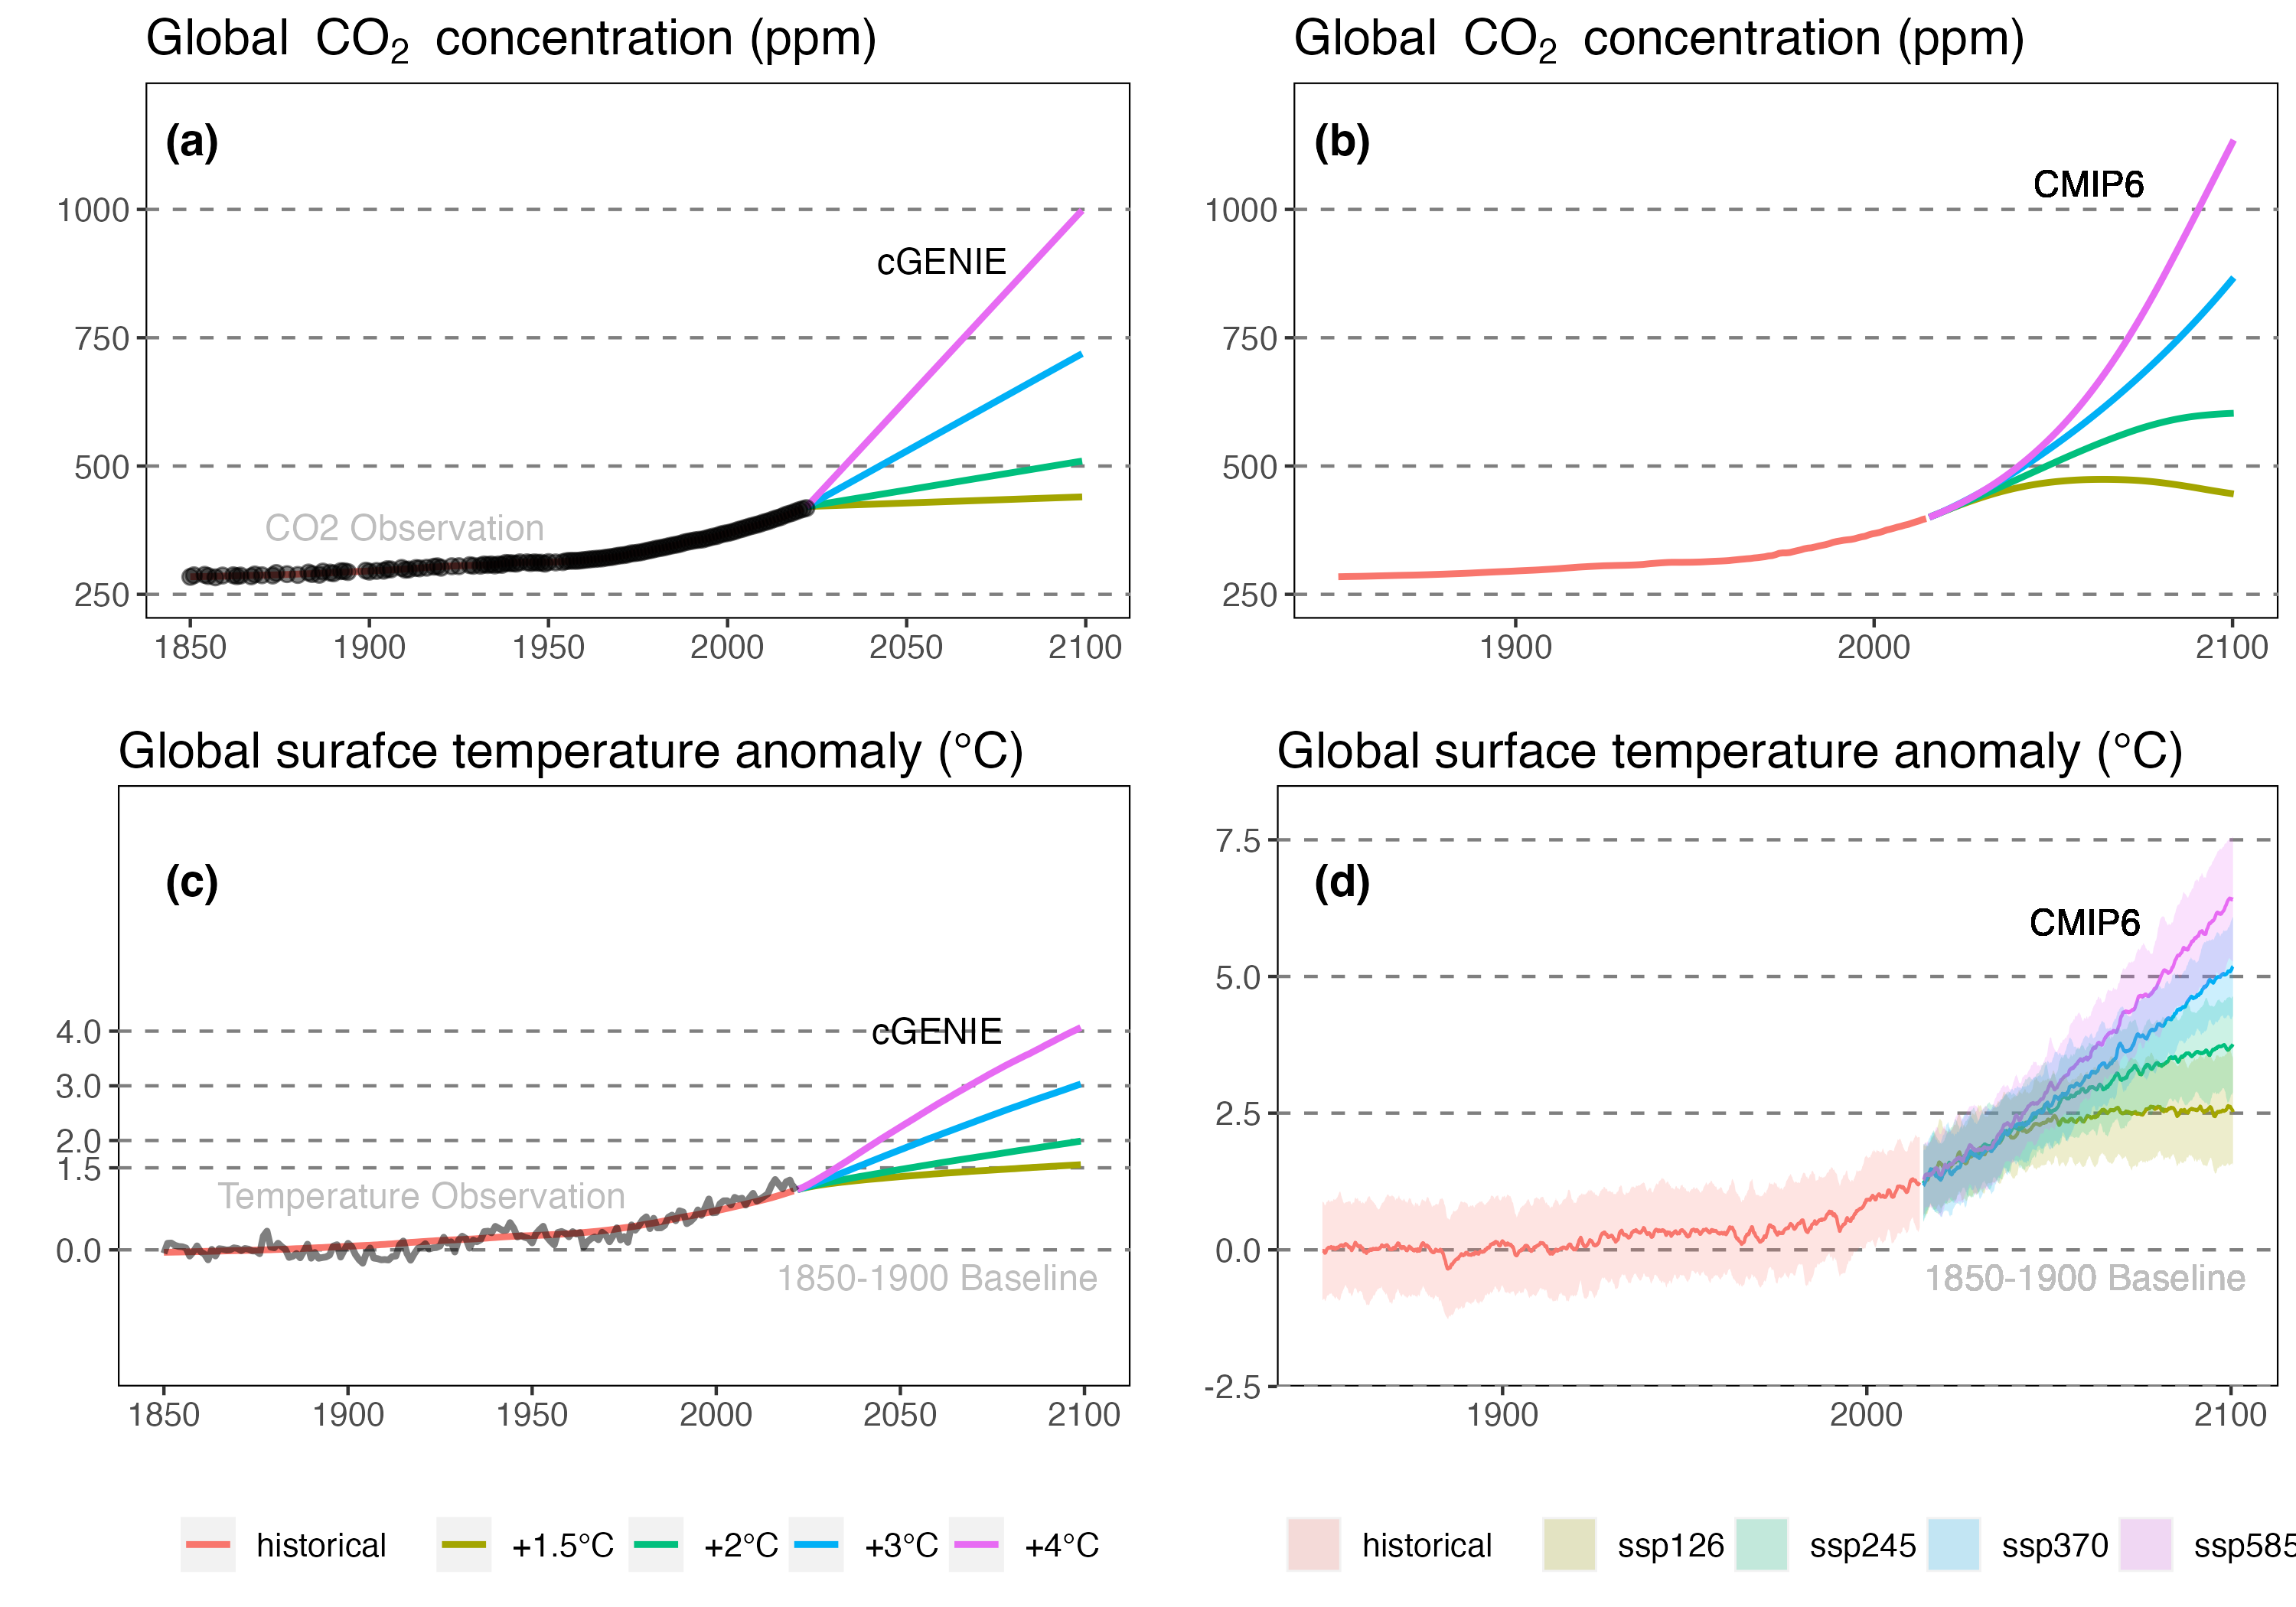 Global CO₂ concentration (ppm)
(a)
1000
750
500
250
cGENIE
CO2 Observation
1850 1900 1950 2000 2050 2100
Global CO₂ concentration (ppm)
(b)
CMIP6
1000
750
500
250
1900 2000 2100
Global surafce temperature anomaly (°C)
(c)
4.0
3.0
2.0
1.5
0.0
cGENIE
Temperature Observation
1850-1900 Baseline
1850 1900 1950 2000 2050 2100
Global surface temperature anomaly (°C)
(d)
CMIP6
7.5
5.0
2.5
0.0
-2.5
1850-1900 Baseline
1900 2000 2100
historical +1.5°C +2°C +3°C +4°C
historical ssp126 ssp245 ssp370 ssp585